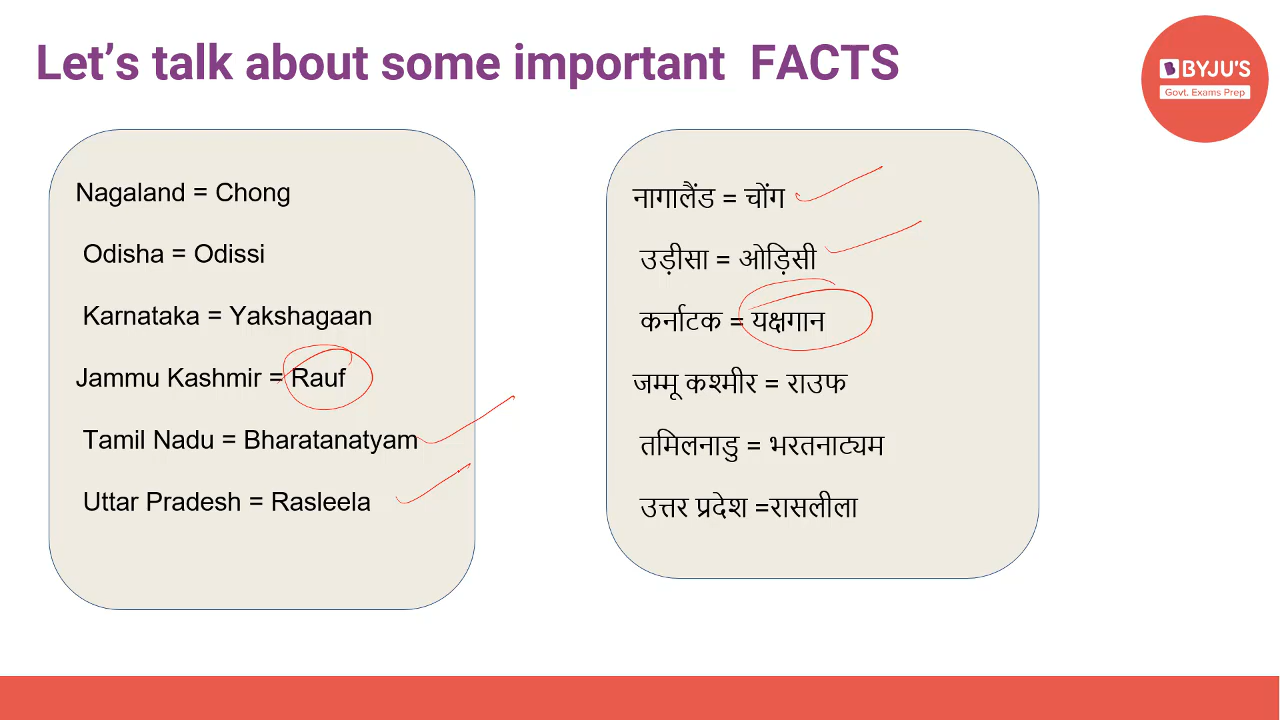 Let's talk about some important FACTS
BYJU'S
Govt. Exams Prep
Nagaland = Chong
Odisha = Odissi
Karnataka = Yakshagaan
Jammu Kashmir = Rauf
Tamil Nadu = Bharatanatyam
Uttar Pradesh = Rasleela
नागालैंड = चोंग
उड़ीसा = ओड़िसी
कर्नाटक = यक्षगान
जम्मू कश्मीर = राउफ
तमिलनाडु = भरतनाट्यम
उत्तर प्रदेश =रासलीला